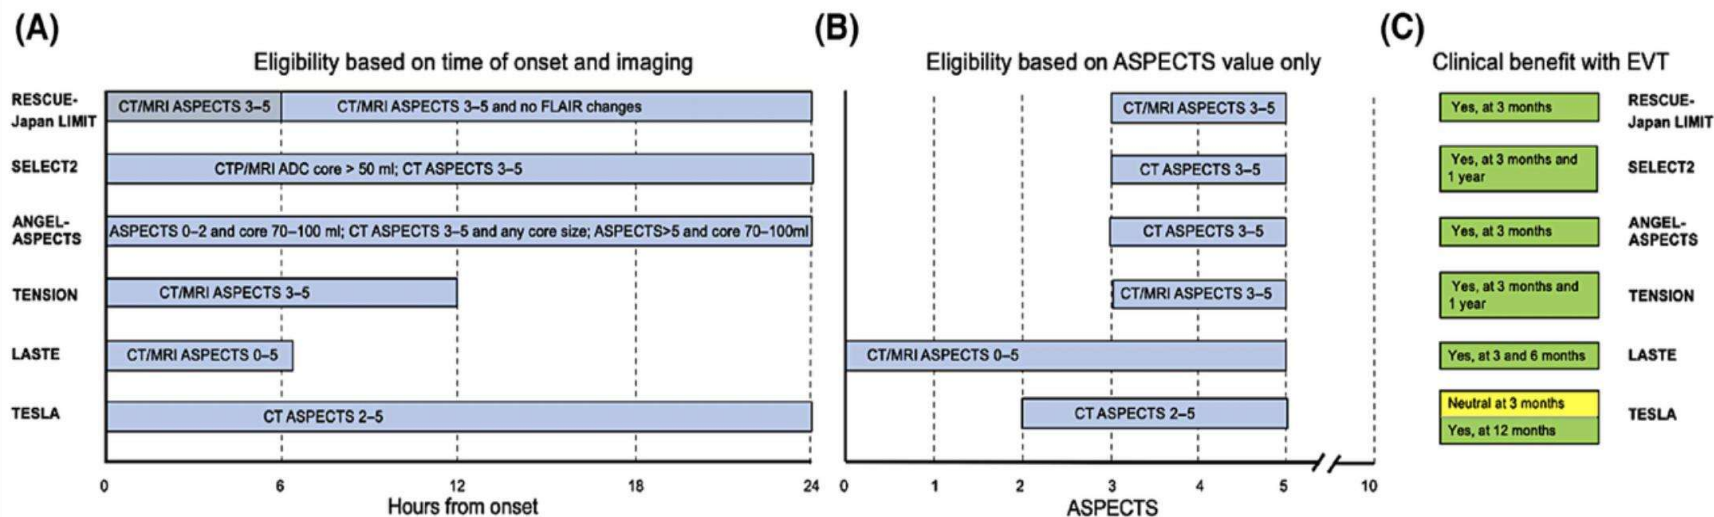 (A)
Eligibility based on time of onset and imaging
RESCUE-
Japan LIMIT
CT/MRI ASPECTS 3–5
CT/MRI ASPECTS 3–5 and no FLAIR changes
SELECT2
CTP/MRI ADC core > 50 ml; CT ASPECTS 3–5
ANGEL-
ASPECTS
ASPECTS 0–2 and core 70–100 ml; CT ASPECTS 3–5 and any core size; ASPECTS>5 and core 70–100ml
TENSION
CT/MRI ASPECTS 3–5
LASTE
CT/MRI ASPECTS 0–5
TESLA
CT ASPECTS 2–5
0 6 12 18 24
Hours from onset
(B)
Eligibility based on ASPECTS value only
CT/MRI ASPECTS 3–5
CT ASPECTS 3–5
CT ASPECTS 3–5
CT/MRI ASPECTS 3–5
CT/MRI ASPECTS 0–5
CT ASPECTS 2–5
0 1 2 3 4 5 10
ASPECTS
(C)
Clinical benefit with EVT
Yes, at 3 months
RESCUE-
Japan LIMIT
Yes, at 3 months and
1 year
SELECT2
Yes, at 3 months
ANGEL-
ASPECTS
Yes, at 3 months and
1 year
TENSION
Yes, at 3 and 6 months
LASTE
Neutral at 3 months
Yes, at 12 months
TESLA